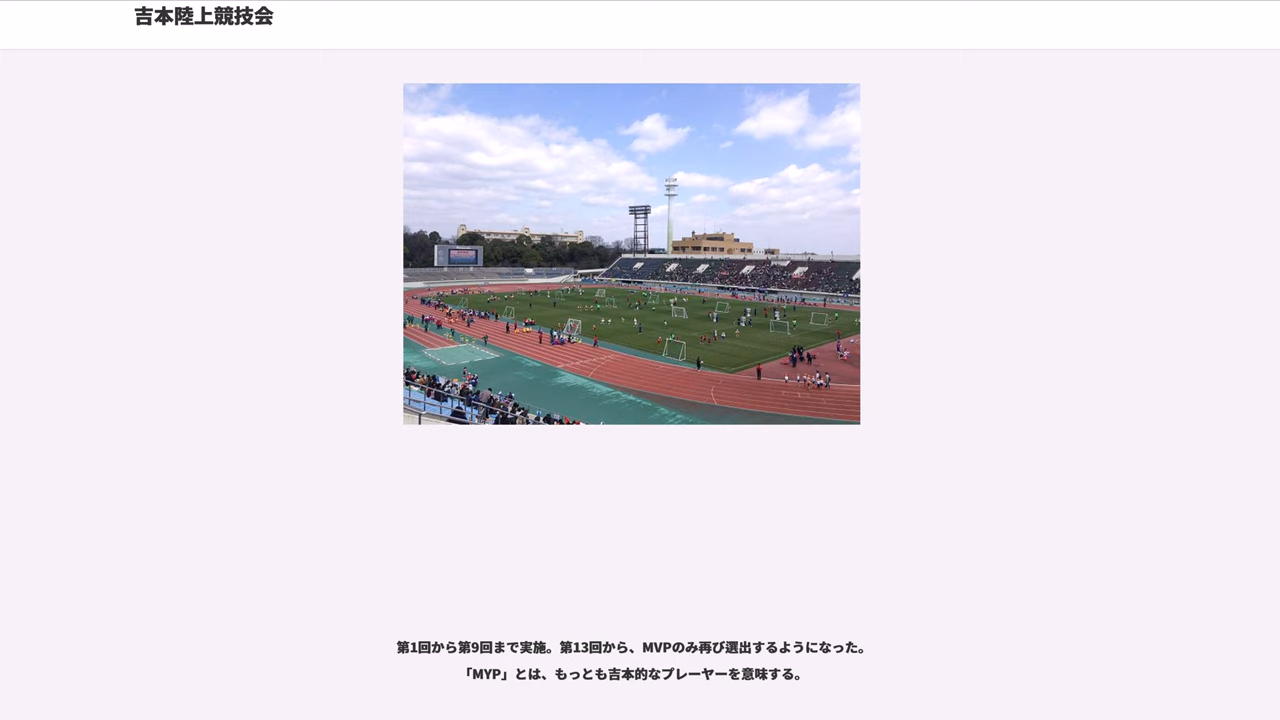 吉本陸上競技会
第1回から第9回まで実施。第13回から、MVPのみ再び選出するようになった。
「MYP」とは、もっとも吉本的なプレーヤーを意味する。